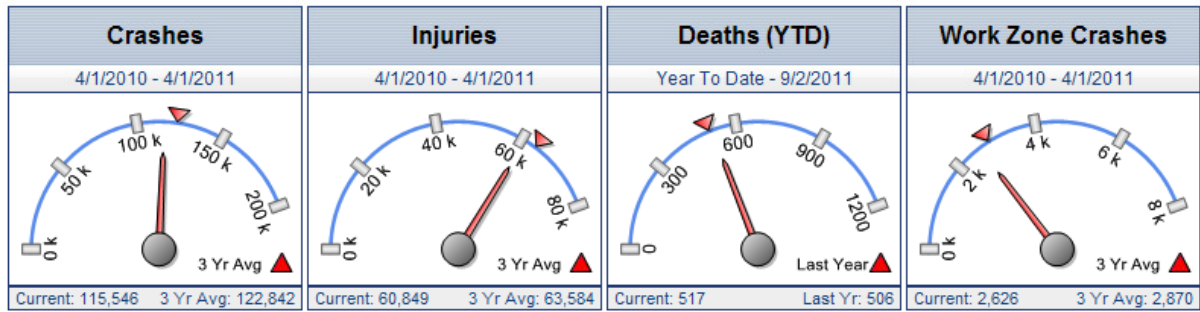 Crashes
4/1/2010 - 4/1/2011
0 k
50 k
100 k
150 k
200 k
3 Yr Avg
Current: 115,546 3 Yr Avg: 122,842
Injuries
4/1/2010 - 4/1/2011
0 k
20 k
40 k
60 k
80 k
3 Yr Avg
Current: 60,849 3 Yr Avg: 63,584
Deaths (YTD)
Year To Date - 9/2/2011
0
300
600
900
1200
Last Year
Current: 517 Last Yr: 506
Work Zone Crashes
4/1/2010 - 4/1/2011
0 k
2 k
4 k
6 k
8 k
3 Yr Avg
Current: 2,626 3 Yr Avg: 2,870